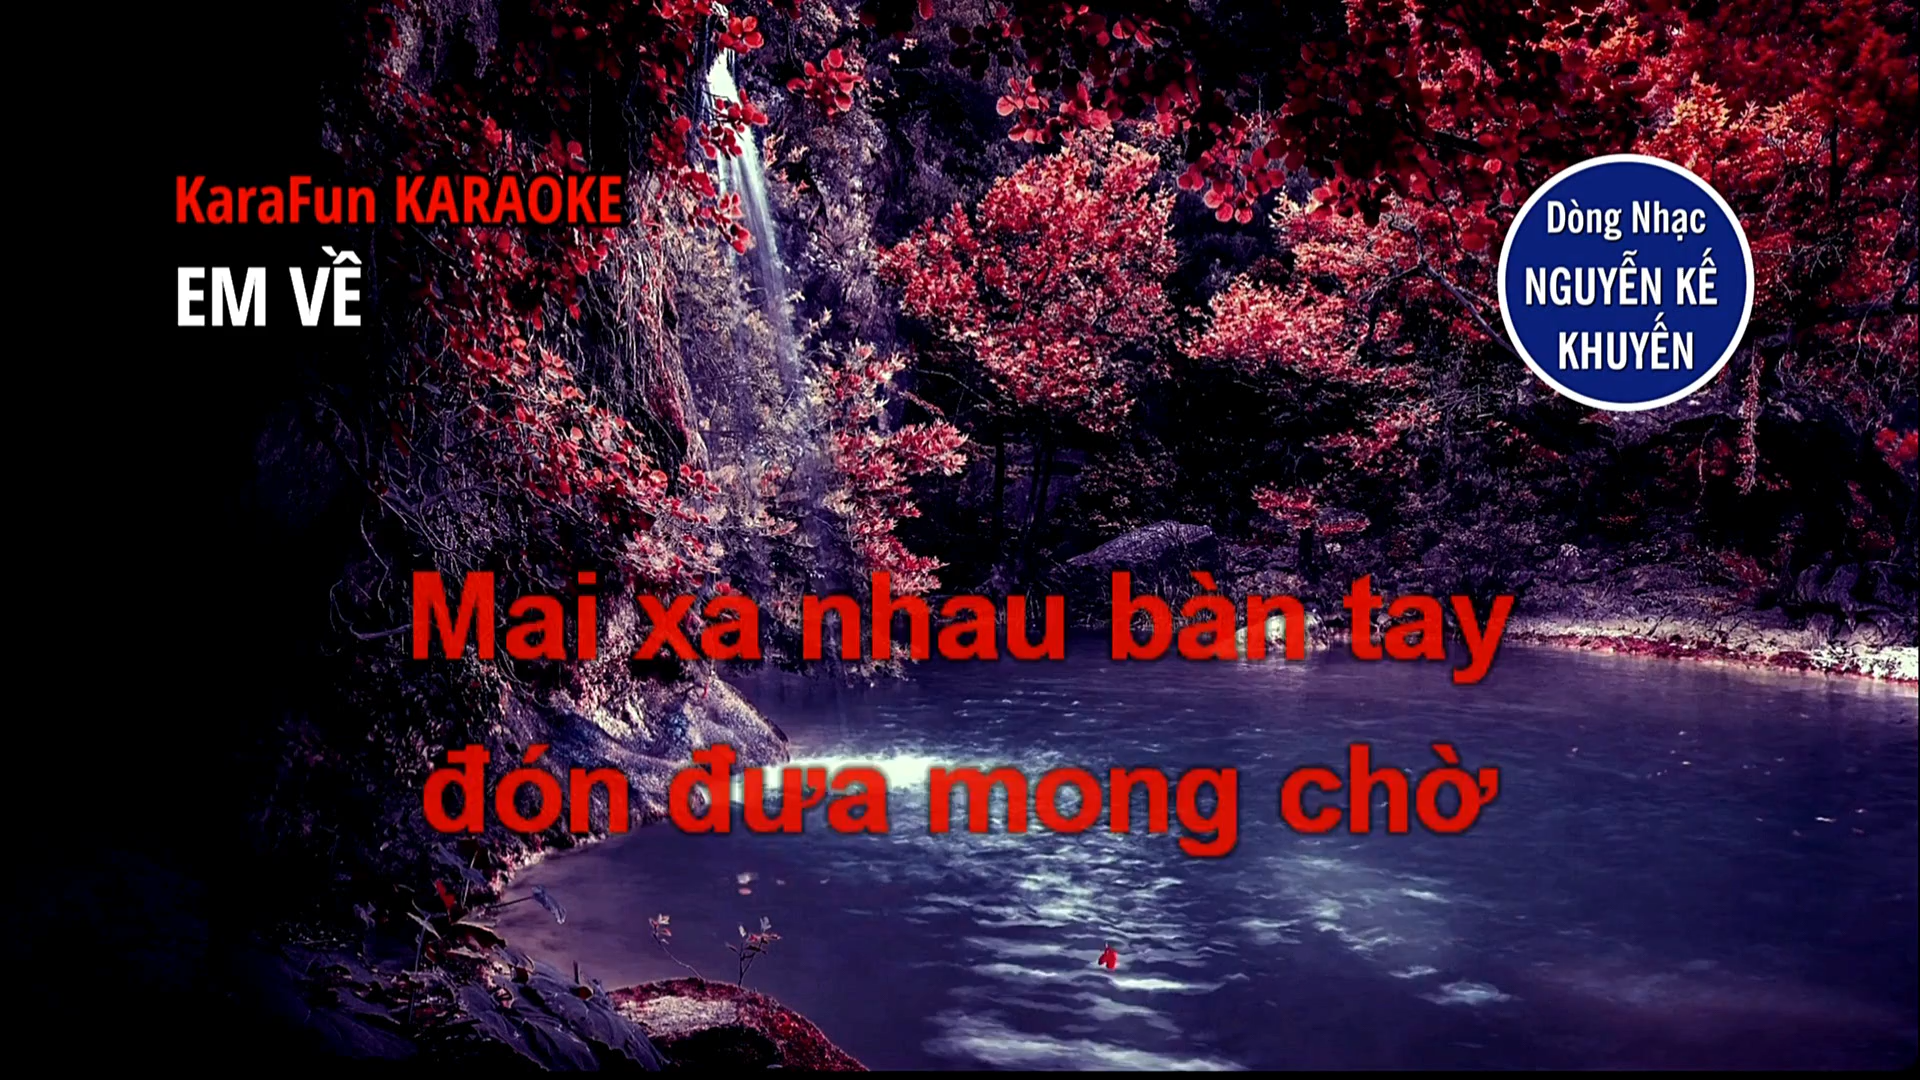 KaraFun KARAOKE
EM VỀ
Dòng Nhạc
NGUYỄN KẾ
KHUYẾN
Mai xa nhau bàn tay
đón đưa mong chờ